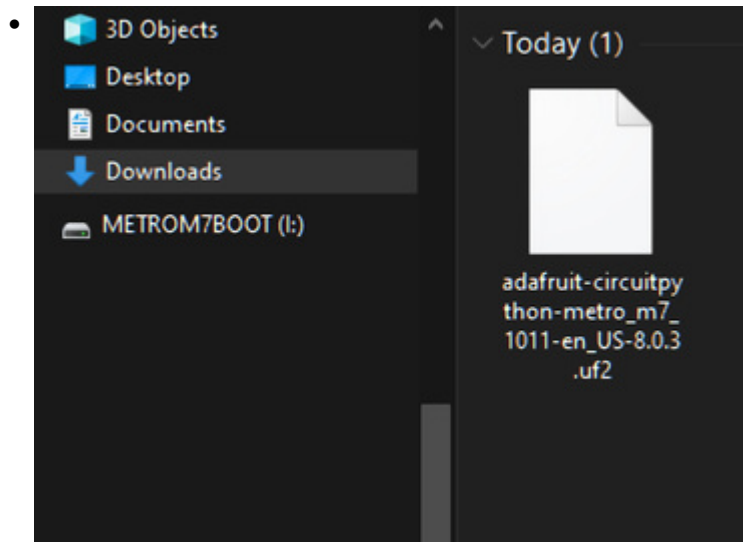 3D Objects
Desktop
Documents
Downloads
METROM7BOOT (I:)
Today (1)
adafruit-circuitpy
thon-metro_m7_
1011-en_US-8.0.3
.uf2